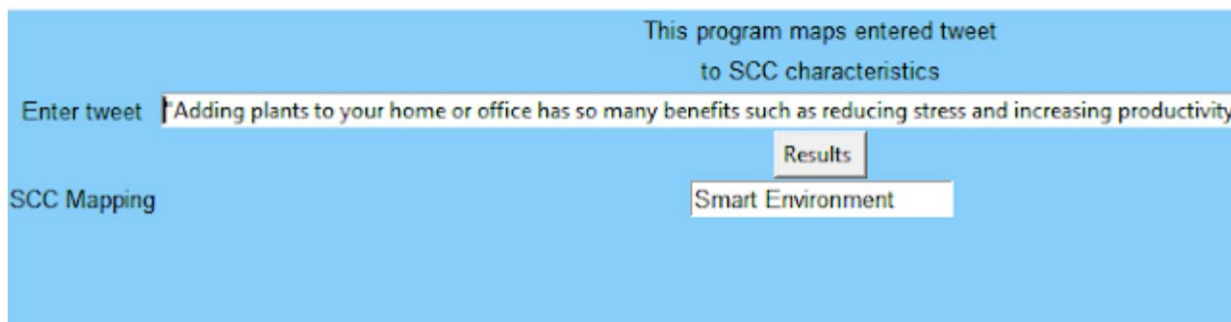 This program maps entered tweet
to SCC characteristics
Enter tweet "Adding plants to your home or office has so many benefits such as reducing stress and increasing productivity
Results
SCC Mapping Smart Environment